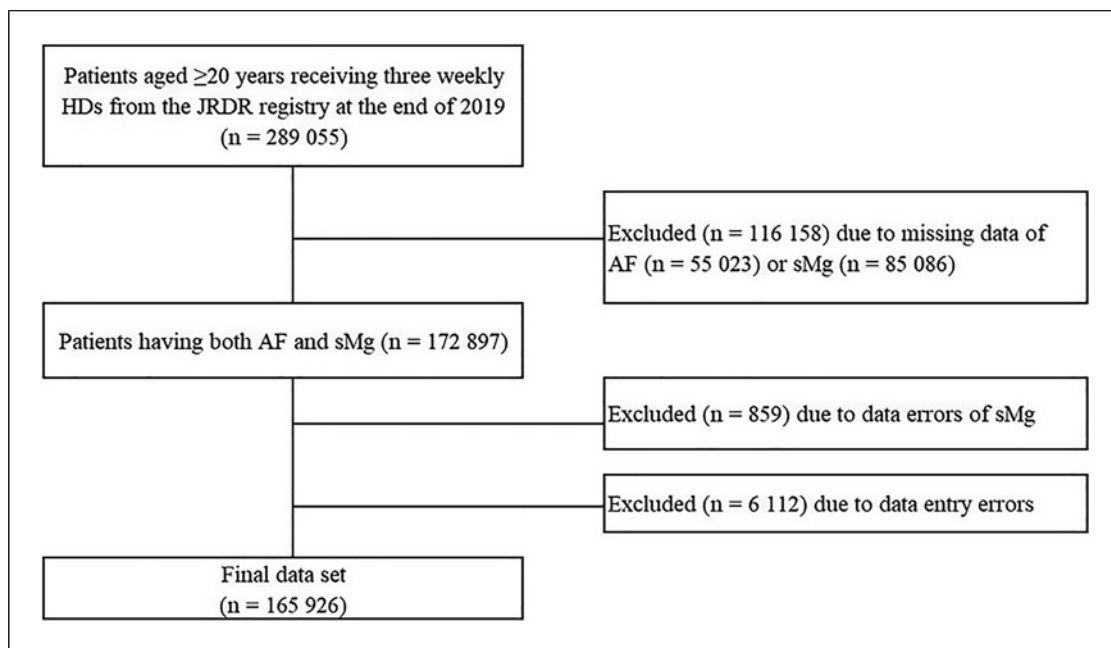 Patients aged ≥20 years receiving three weekly
HDs from the JRDR registry at the end of 2019
(n = 289 055)
Excluded (n = 116 158) due to missing data of
AF (n = 55 023) or sMg (n = 85 086)
Patients having both AF and sMg (n = 172 897)
Excluded (n = 859) due to data errors of sMg
Excluded (n = 6 112) due to data entry errors
Final data set
(n = 165 926)